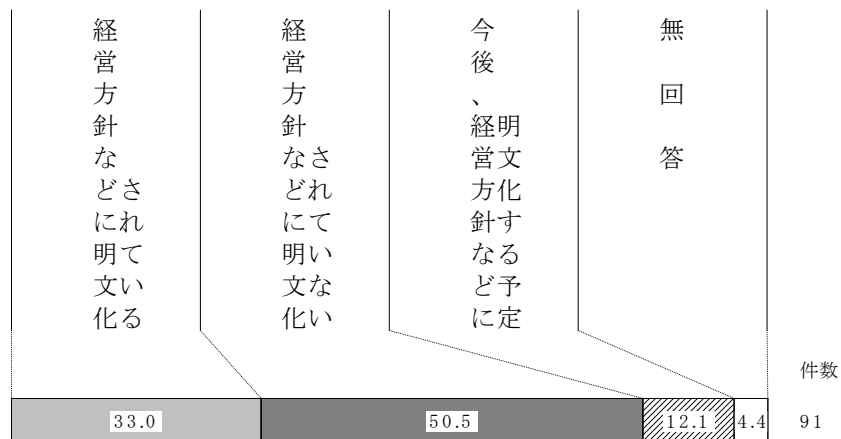 経営方針などに明文化
されている
経営方針などに明文化
されていない
今後、経営方針などに
明文化する予定
無回答
件数
33.0
50.5
12.1
4.4
91